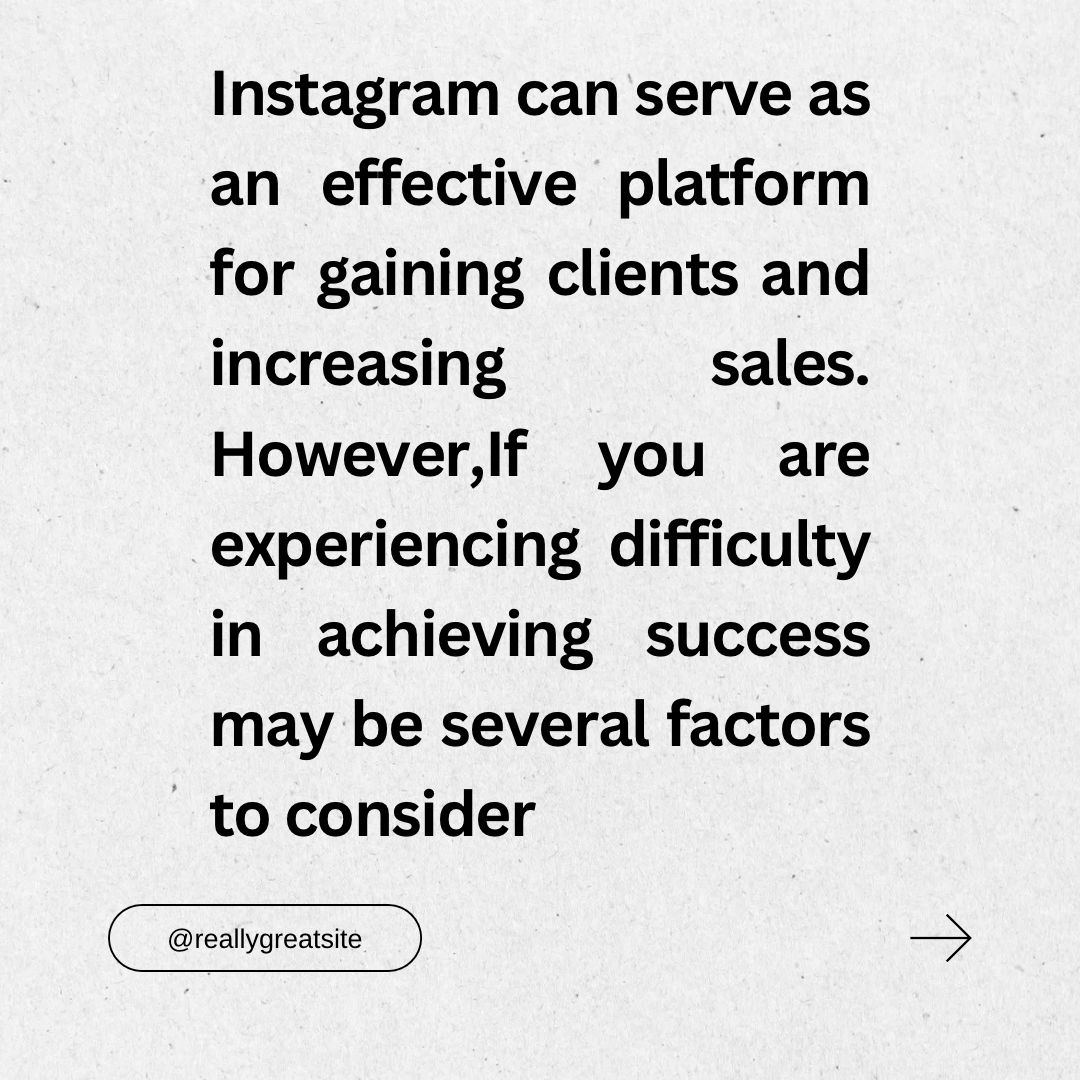 Instagram can serve as
an effective platform
for gaining clients and
increasing sales.
However,If you are
experiencing difficulty
in achieving success
may be several factors
to consider
@reallygreatsite